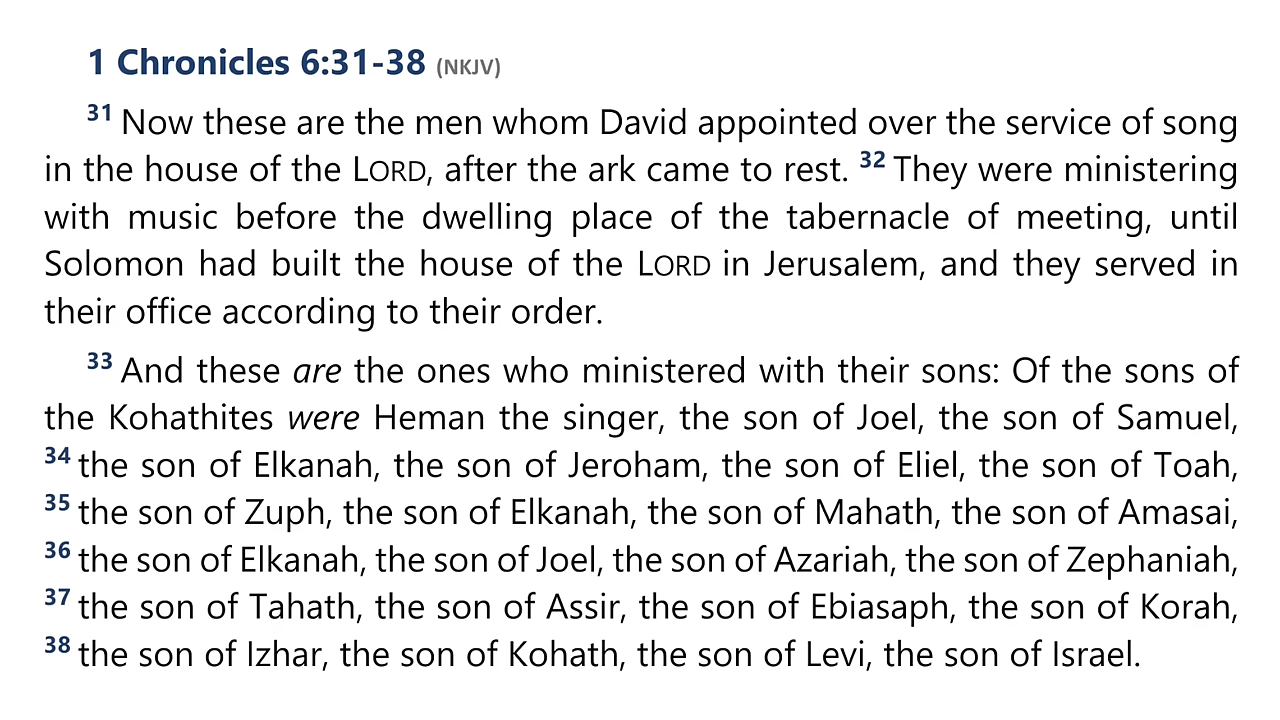 1 Chronicles 6:31-38 (NKJV)
31 Now these are the men whom David appointed over the service of song
in the house of the LORD, after the ark came to rest. 32 They were ministering
with music before the dwelling place of the tabernacle of meeting, until
Solomon had built the house of the LORD in Jerusalem, and they served in
their office according to their order.
33 And these are the ones who ministered with their sons: Of the sons of
the Kohathites were Heman the singer, the son of Joel, the son of Samuel,
34 the son of Elkanah, the son of Jeroham, the son of Eliel, the son of Toah,
35 the son of Zuph, the son of Elkanah, the son of Mahath, the son of Amasai,
36 the son of Elkanah, the son of Joel, the son of Azariah, the son of Zephaniah,
37 the son of Tahath, the son of Assir, the son of Ebiasaph, the son of Korah,
38 the son of Izhar, the son of Kohath, the son of Levi, the son of Israel.